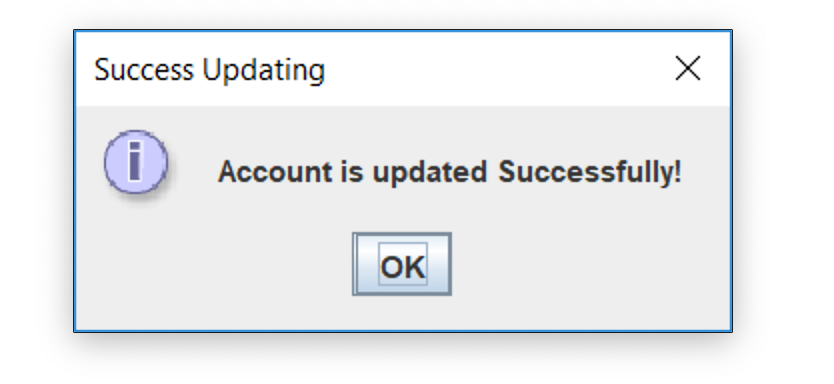 Success Updating
Account is updated Successfully!
OK